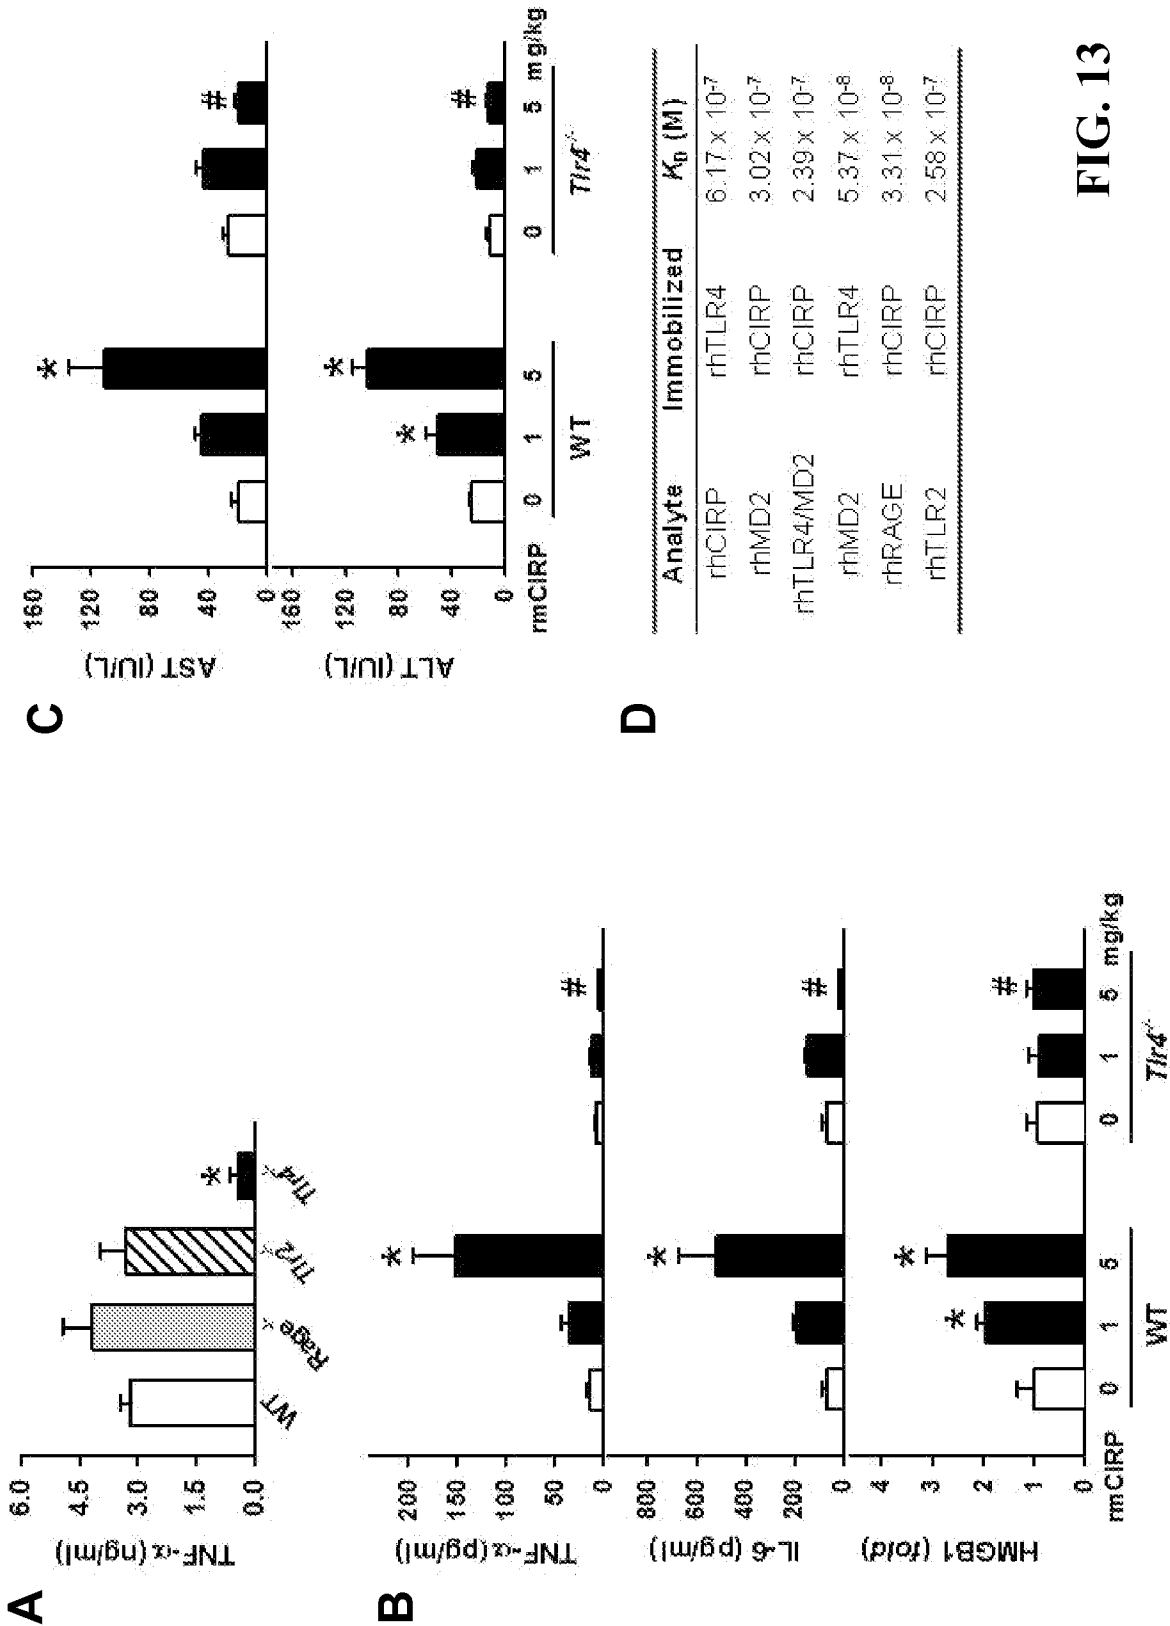 A
TNF-α (ng/ml)
6.0
4.5
3.0
1.5
0.0
WT
Rage-/-
Tlr2-/-
Tlr4-/-
*
B
TNF-α (pg/ml)
200
150
100
50
0
*
#
IL-6 (pg/ml)
800
600
400
200
0
*
#
HMGB1 (fold)
4
3
2
1
0
*
*
#
rmCIRP 0 1 5 0 1 5 mg/kg
WT Tlr4-/-
C
AST (IU/L)
160
120
80
40
0
*
#
ALT (IU/L)
160
120
80
40
0
*
*
#
rmCIRP 0 1 5 0 1 5 mg/kg
WT Tlr4-/-
D
Analyte Immobilized KD (M)
rhCIRP rhTLR4 6.17 x 10-7
rhMD2 rhCIRP 3.02 x 10-7
rhTLR4/MD2 rhCIRP 2.39 x 10-7
rhMD2 rhTLR4 5.37 x 10-8
rhRAGE rhCIRP 3.31 x 10-8
rhTLR2 rhCIRP 2.58 x 10-7
FIG. 13